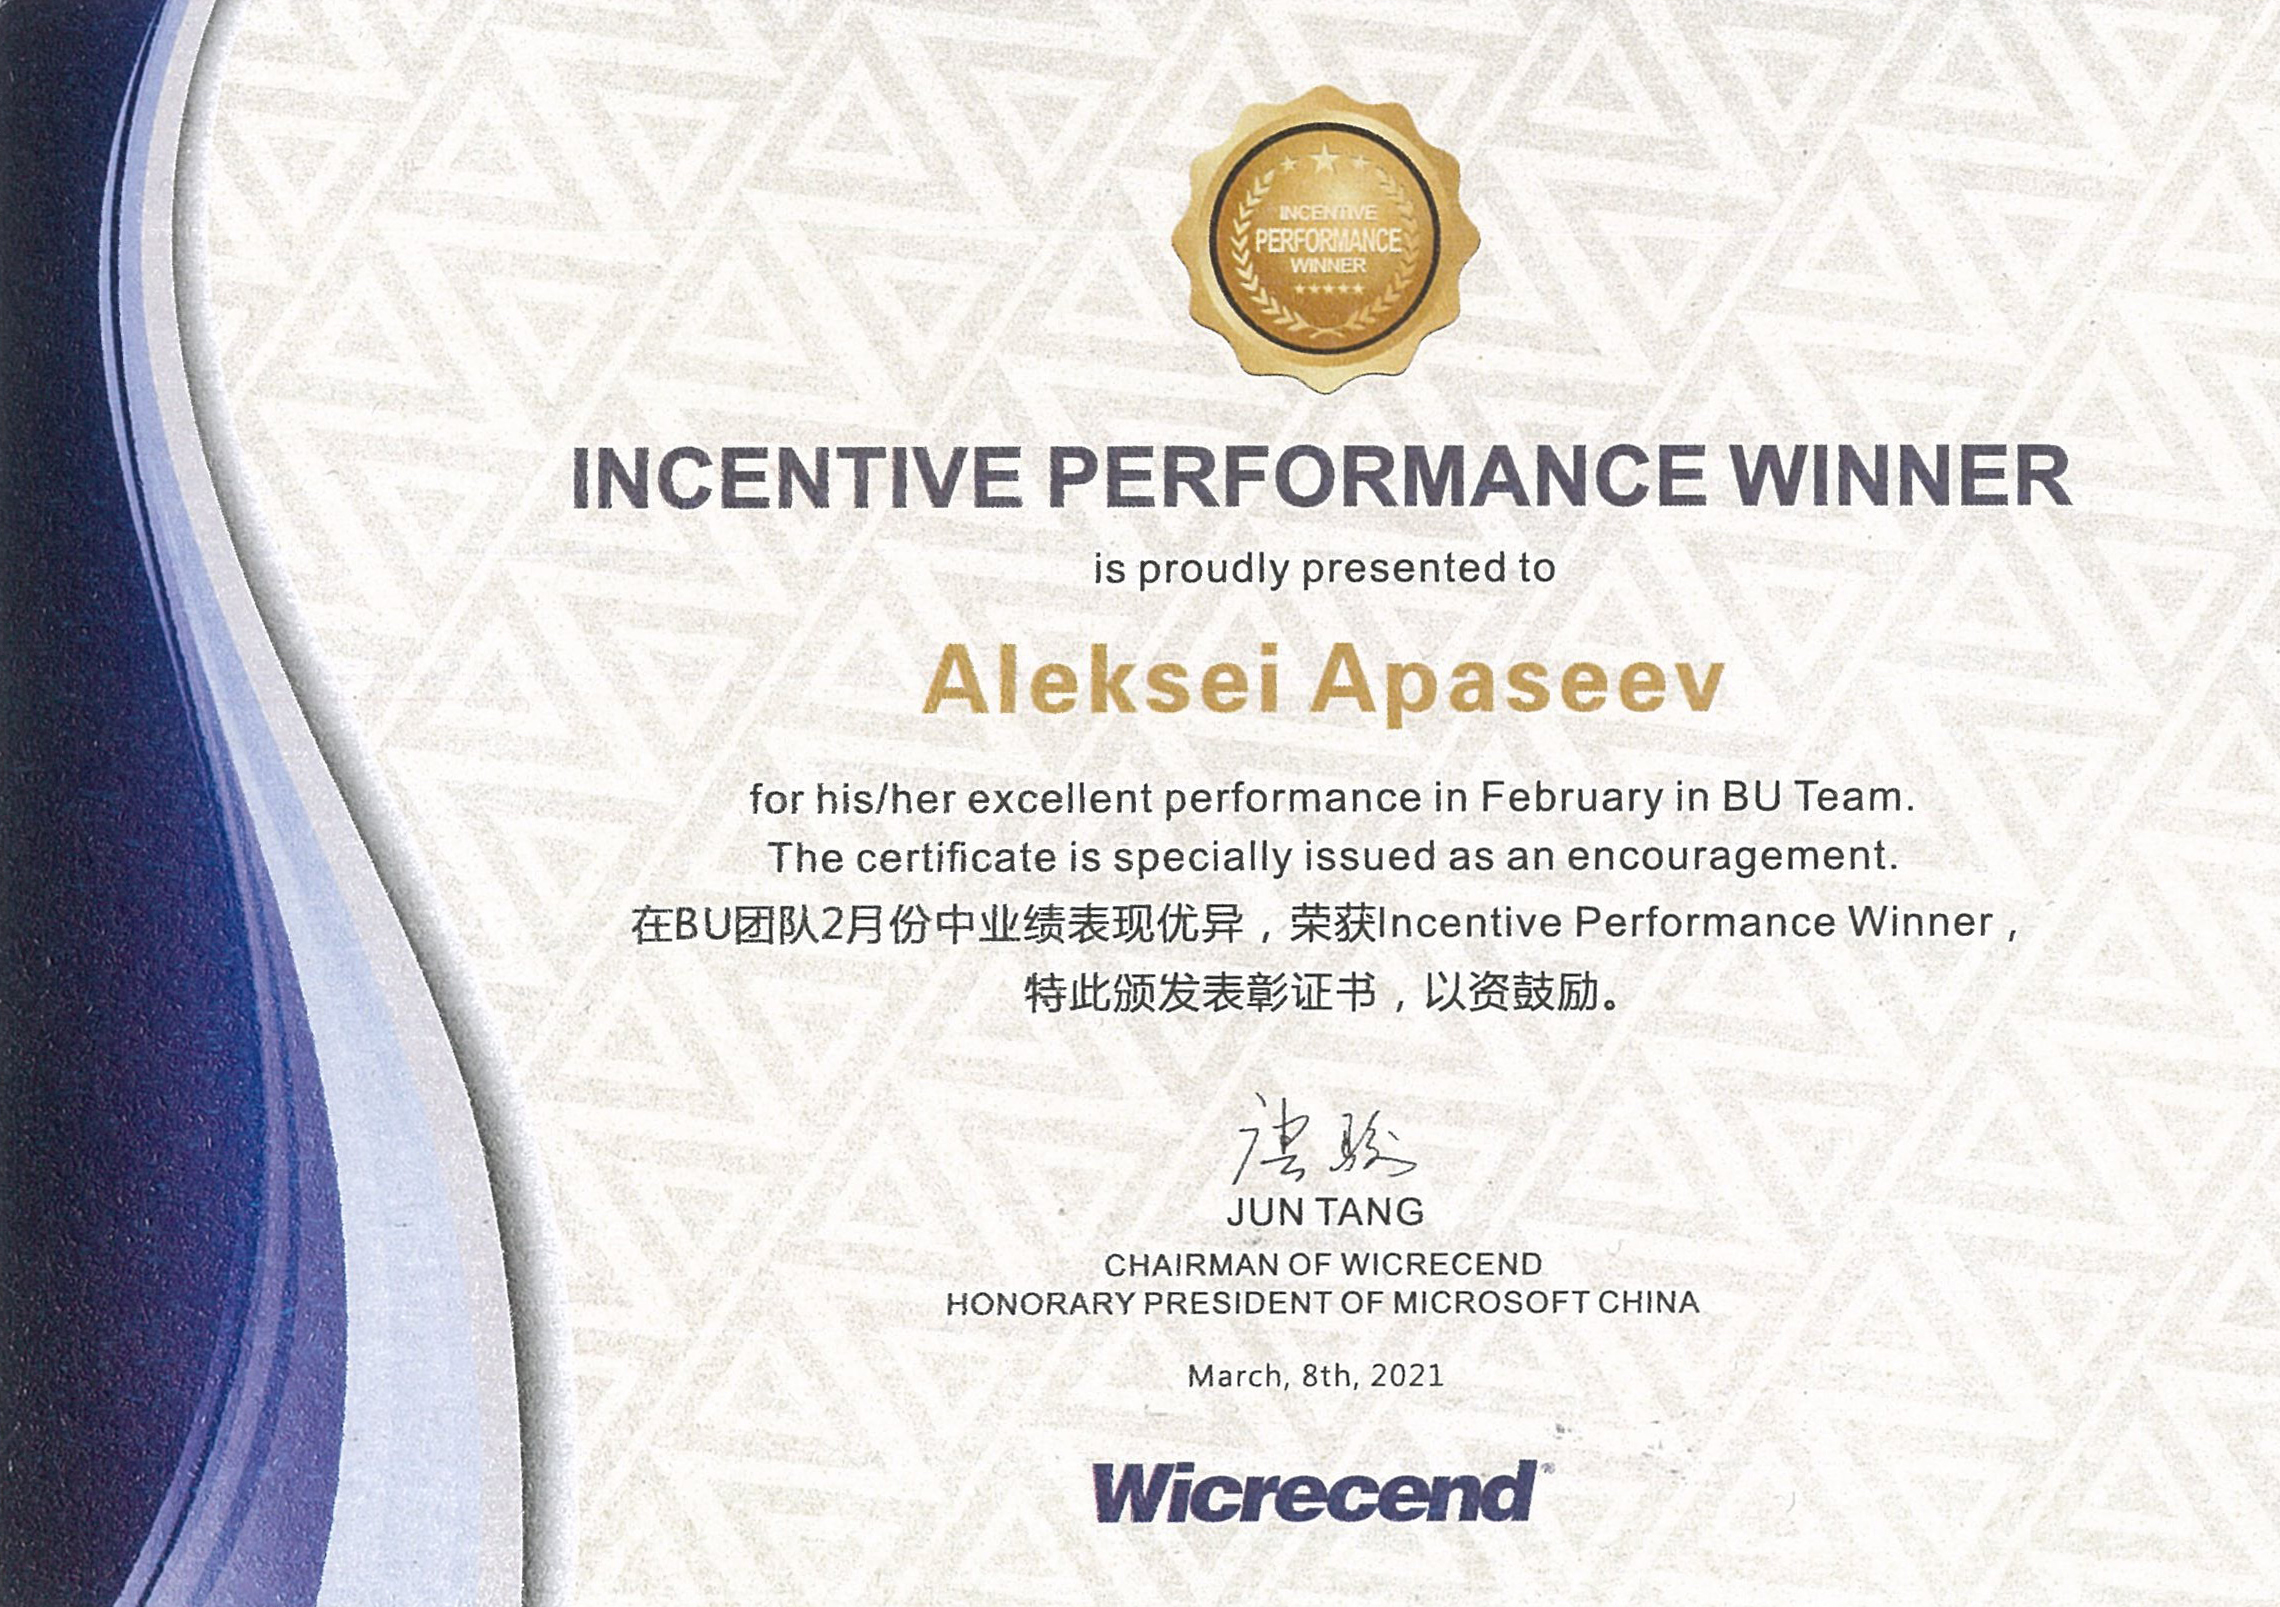 INCENTIVE
PERFORMANCE
WINNER
INCENTIVE PERFORMANCE WINNER
is proudly presented to
Aleksei Apaseev
for his/her excellent performance in February in BU Team.
The certificate is specially issued as an encouragement.
在BU团队2月份中业绩表现优异，荣获Incentive Performance Winner，
特此颁发表彰证书，以资鼓励。
唐骏
JUN TANG
CHAIRMAN OF WICRECEND
HONORARY PRESIDENT OF MICROSOFT CHINA
March, 8th, 2021
Wicrecend®